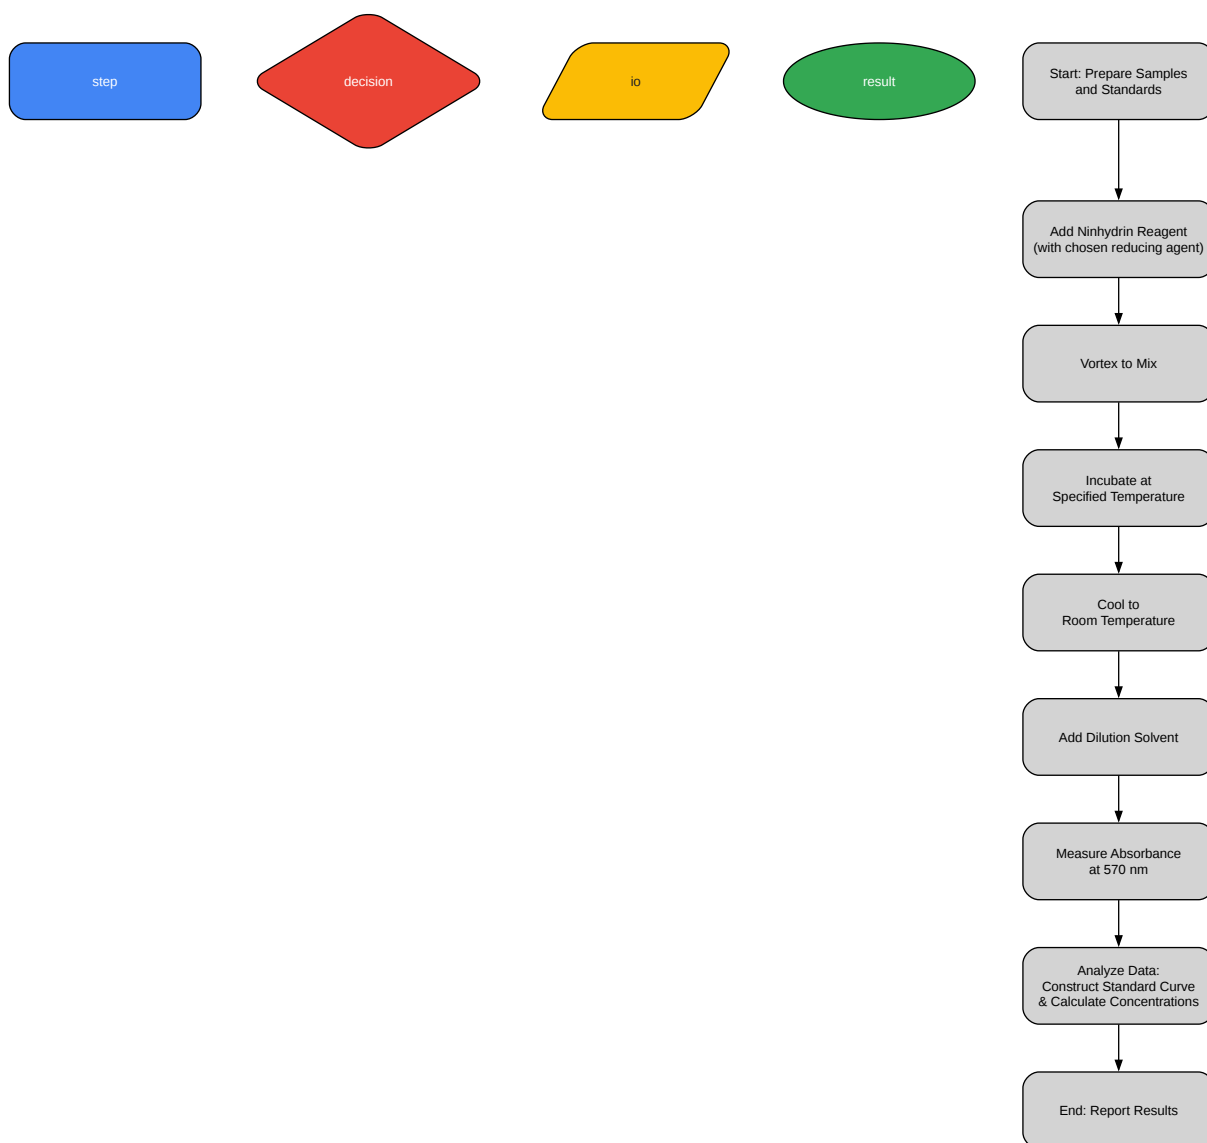 step
decision
io
result
Start: Prepare Samples
and Standards
Add Ninhydrin Reagent
(with chosen reducing agent)
Vortex to Mix
Incubate at
Specified Temperature
Cool to
Room Temperature
Add Dilution Solvent
Measure Absorbance
at 570 nm
Analyze Data:
Construct Standard Curve
& Calculate Concentrations
End: Report Results